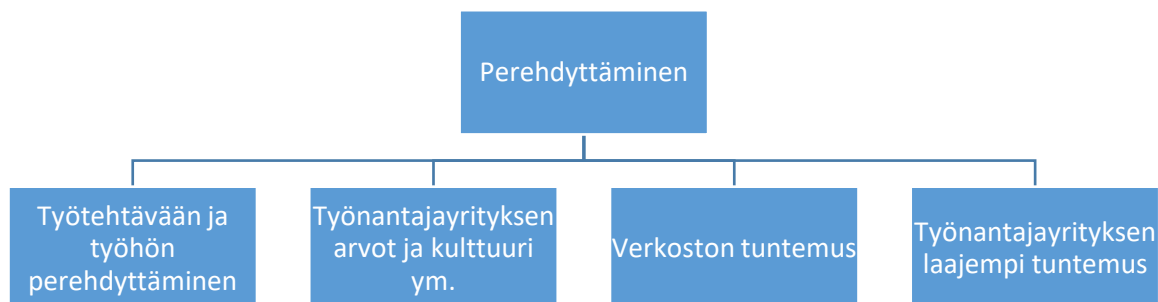 Perehdyttäminen
Työtehtävään ja
työhön
perehdyttäminen
Työnantajayrityksen
arvot ja kulttuuri
ym.
Verkoston tuntemus
Työnantajayrityksen
laajempi tuntemus